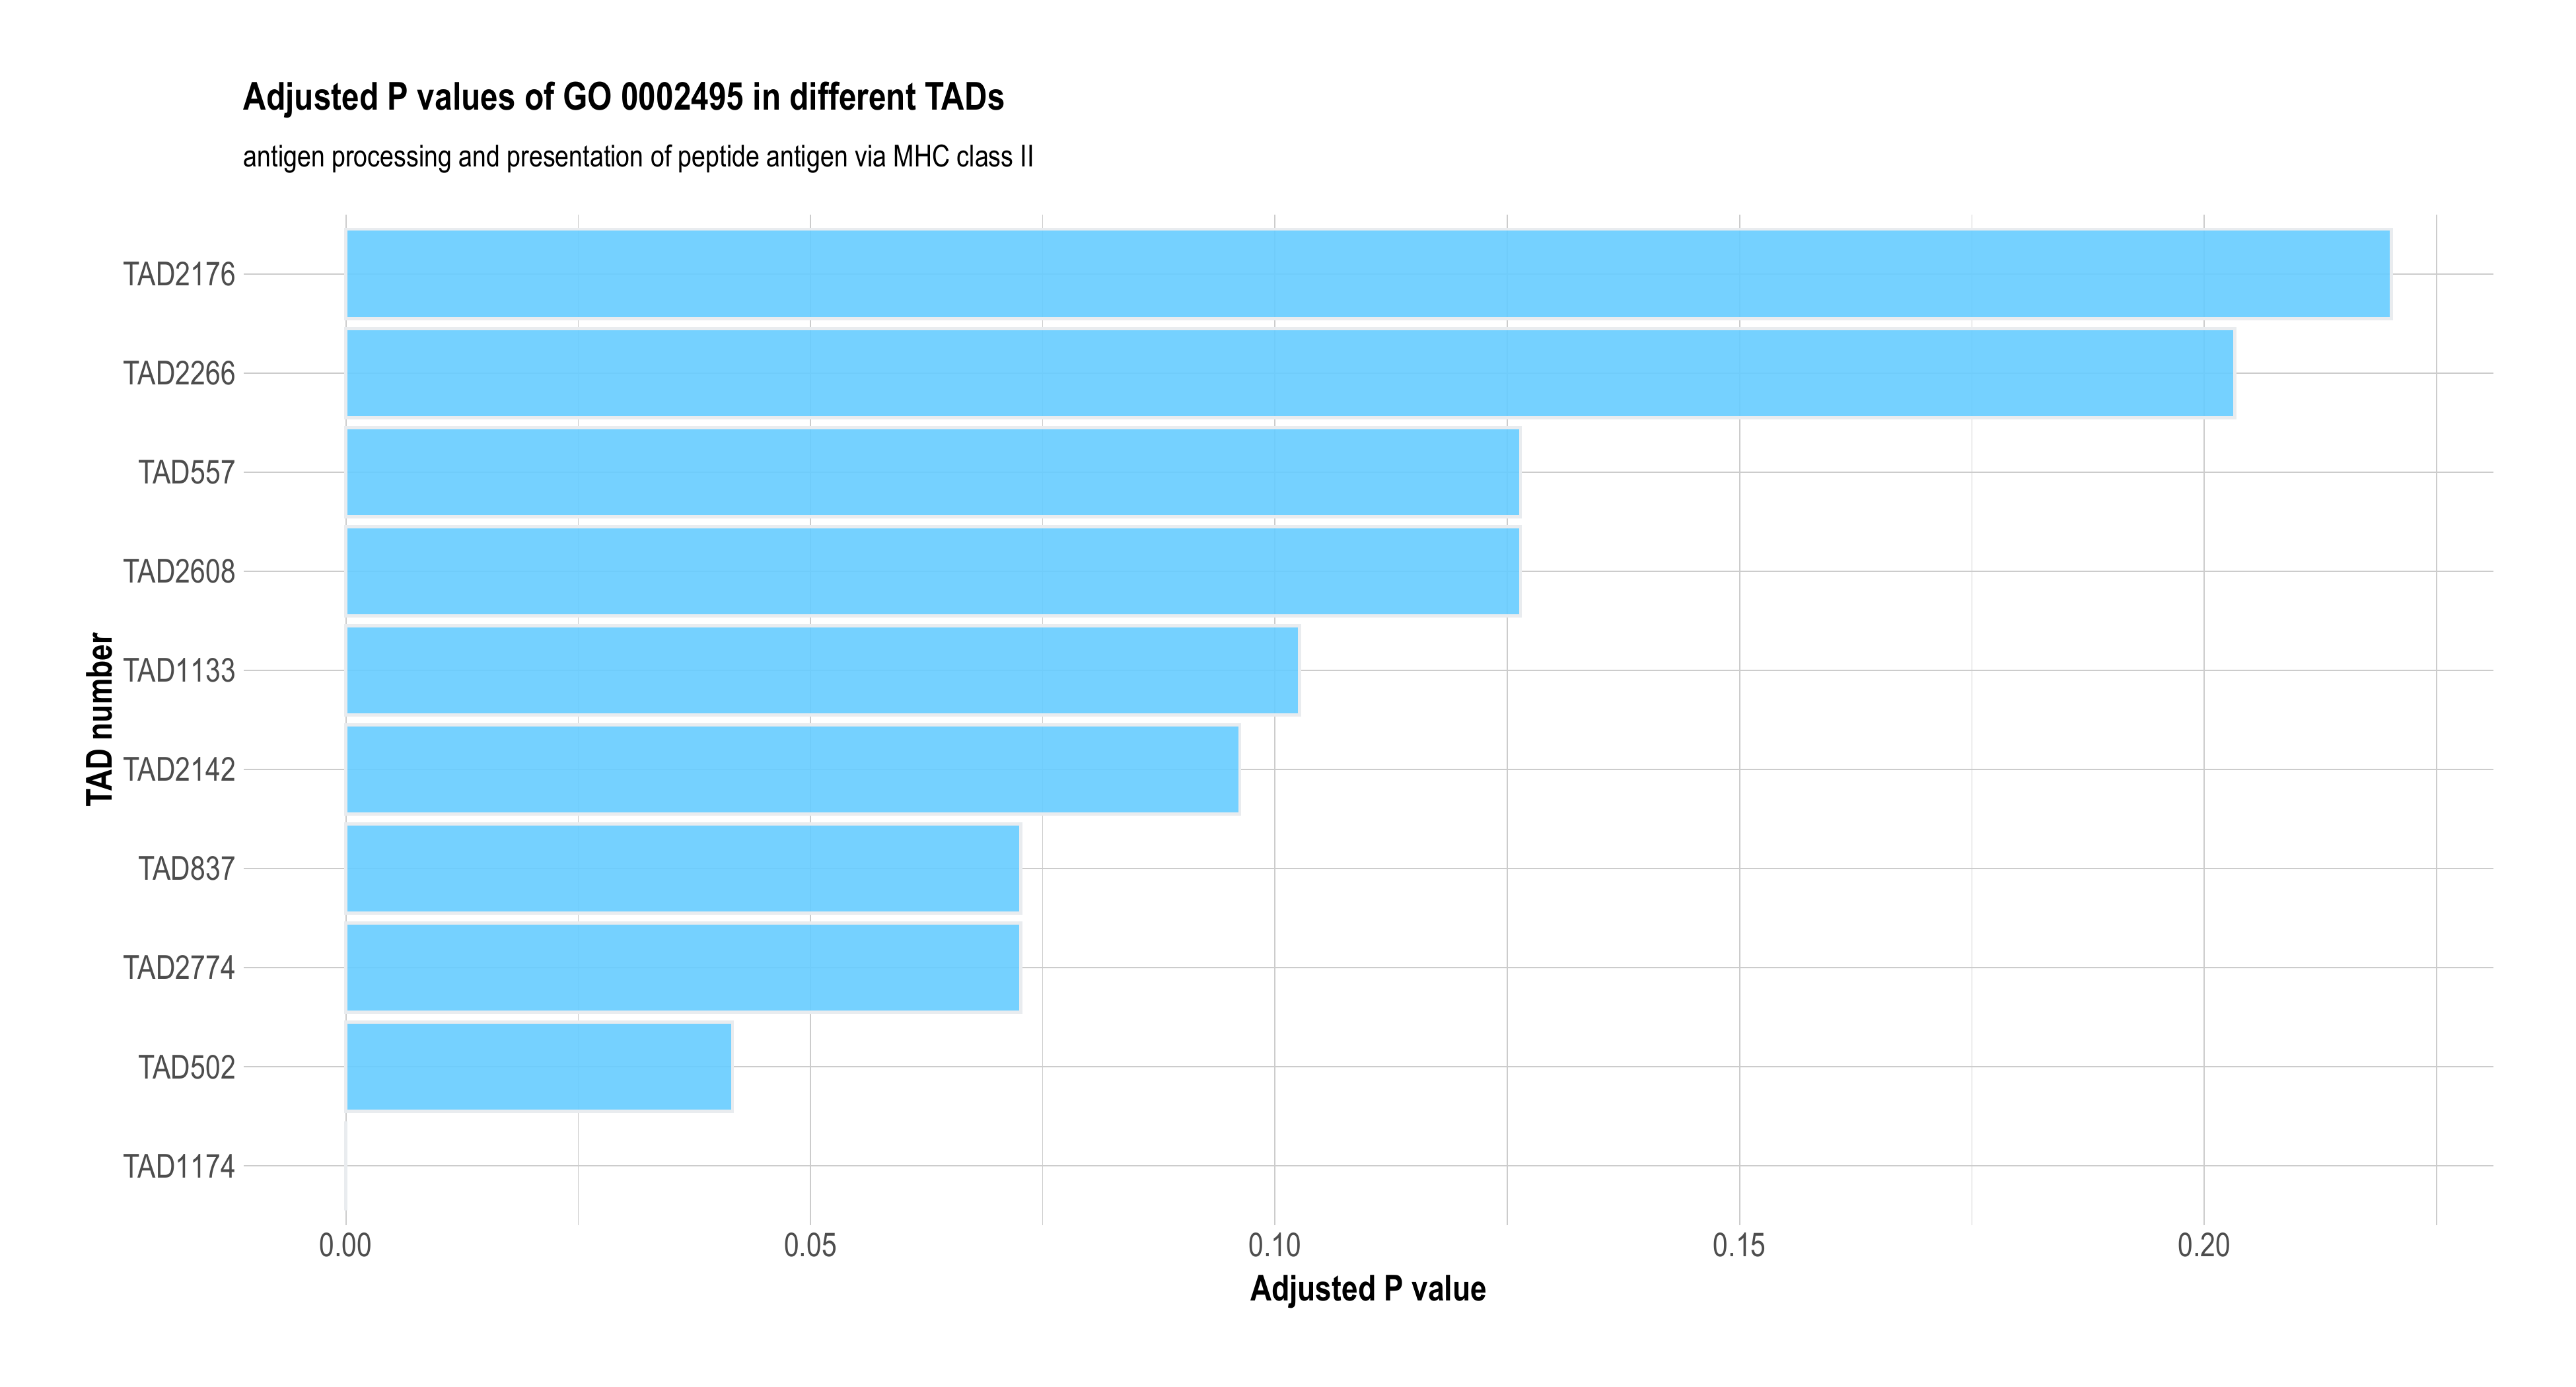 Adjusted P values of GO 0002495 in different TADs
antigen processing and presentation of peptide antigen via MHC class II
TAD number
TAD2176
TAD2266
TAD557
TAD2608
TAD1133
TAD2142
TAD837
TAD2774
TAD502
TAD1174
0.00 0.05 0.10 0.15 0.20
Adjusted P value